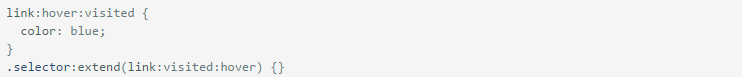 link:hover:visited {
  color: blue;
}
.selector:extend(link:visited:hover) {}